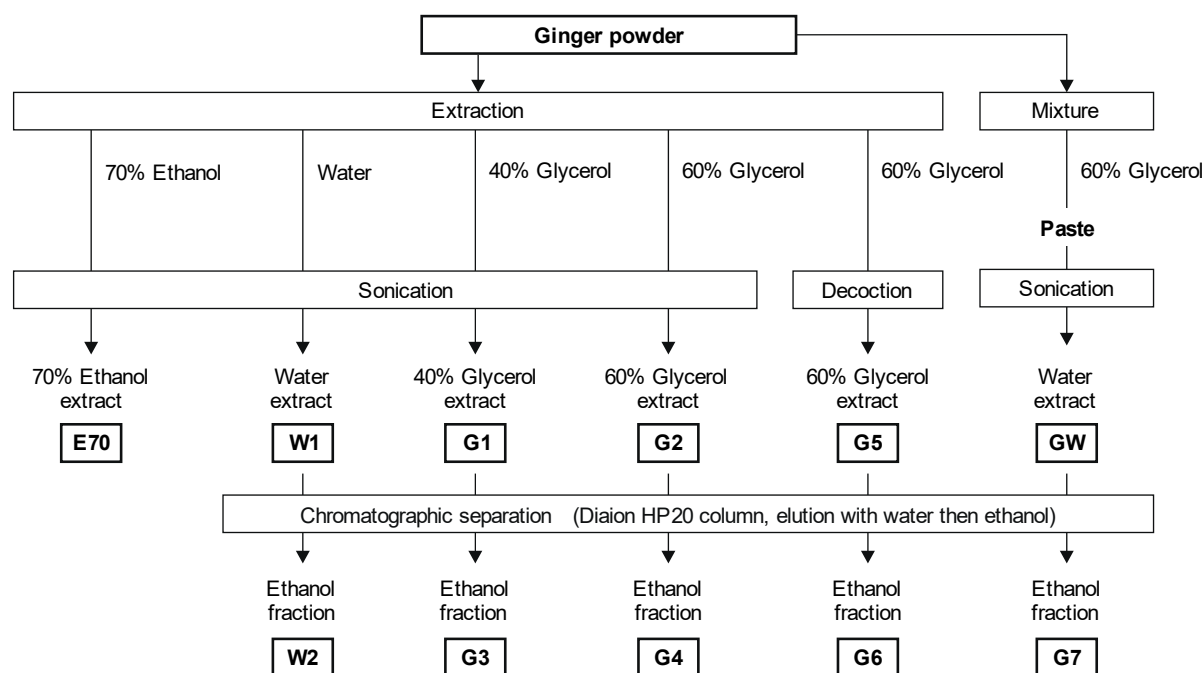 Ginger powder
Extraction
Mixture
70% Ethanol
Water
40% Glycerol
60% Glycerol
60% Glycerol
60% Glycerol
Paste
Sonication
Decoction
Sonication
70% Ethanol
extract
Water
extract
40% Glycerol
extract
60% Glycerol
extract
60% Glycerol
extract
Water
extract
E70
W1
G1
G2
G5
GW
Chromatographic separation (Diaion HP20 column, elution with water then ethanol)
Ethanol
fraction
Ethanol
fraction
Ethanol
fraction
Ethanol
fraction
Ethanol
fraction
W2
G3
G4
G6
G7